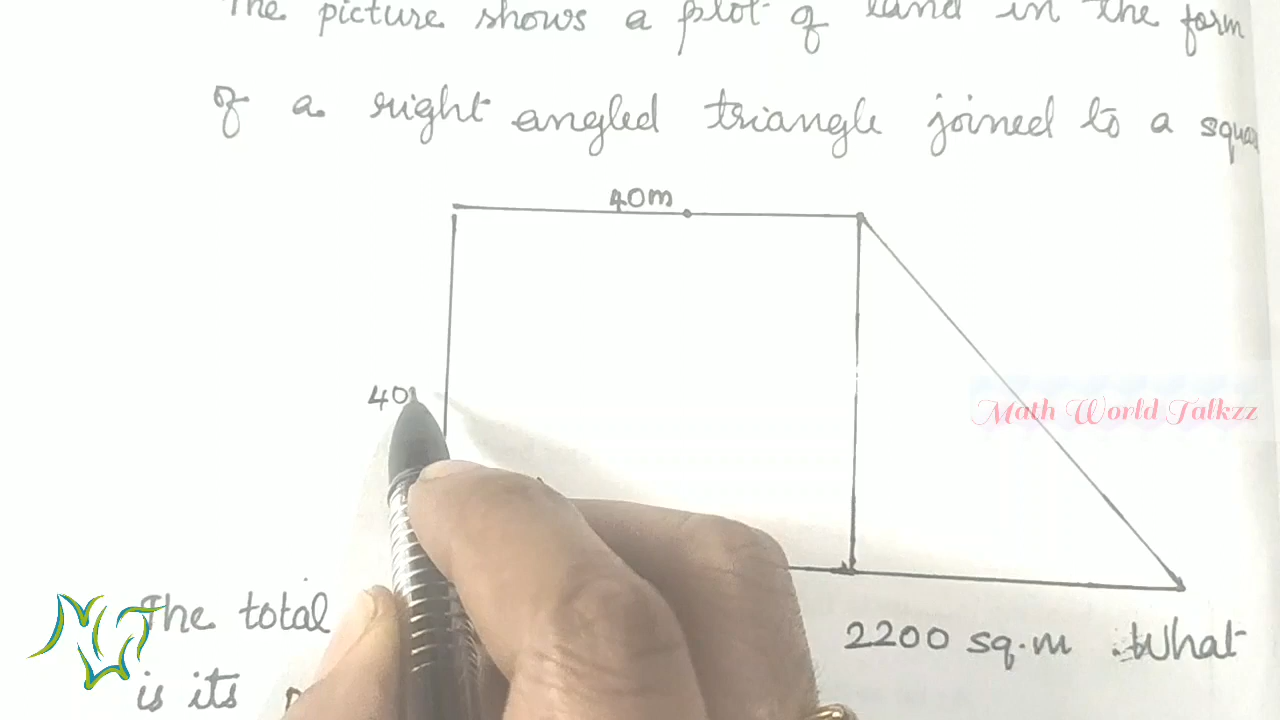 The picture shows a plot of land in the form
of a right angled triangle joined to a
40m
40
Math World Talkzz
The total
2200 sq.m. What
is its